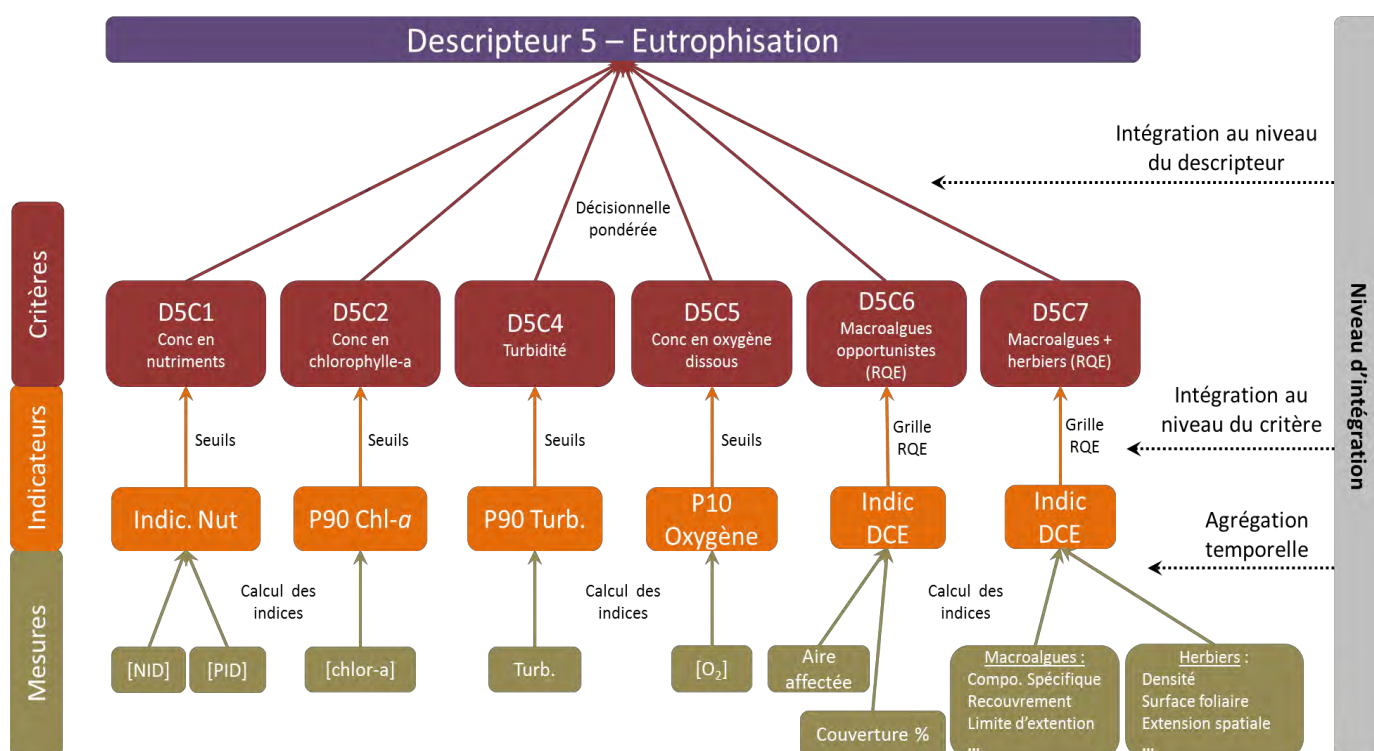 Descripteur 5 – Eutrophisation
Intégration au niveau
du descripteur
Décisionnelle
pondérée
Critères
D5C1
Conc en
nutriments
D5C2
Conc en
chlorophylle-a
D5C4
Turbidité
D5C5
Conc en oxygène
dissous
D5C6
Macroalgues
opportunistes
(RQE)
D5C7
Macroalgues +
herbiers (RQE)
Niveau d'intégration
Seuils
Seuils
Seuils
Seuils
Grille
RQE
Grille
RQE
Intégration au
niveau du critère
Indicateurs
Indic. Nut
P90 Chl-a
P90 Turb.
P10
Oxygène
Indic
DCE
Indic
DCE
Agrégation
temporelle
Mesures
Calcul des
indices
Calcul des
indices
Calcul des
indices
[NID]
[PID]
[chlor-a]
Turb.
[O₂]
Aire
affectée
Couverture %
Macroalgues :
Compo. Spécifique
Recouvrement
Limite d'extention
...
Herbiers :
Densité
Surface foliaire
Extension spatiale
...